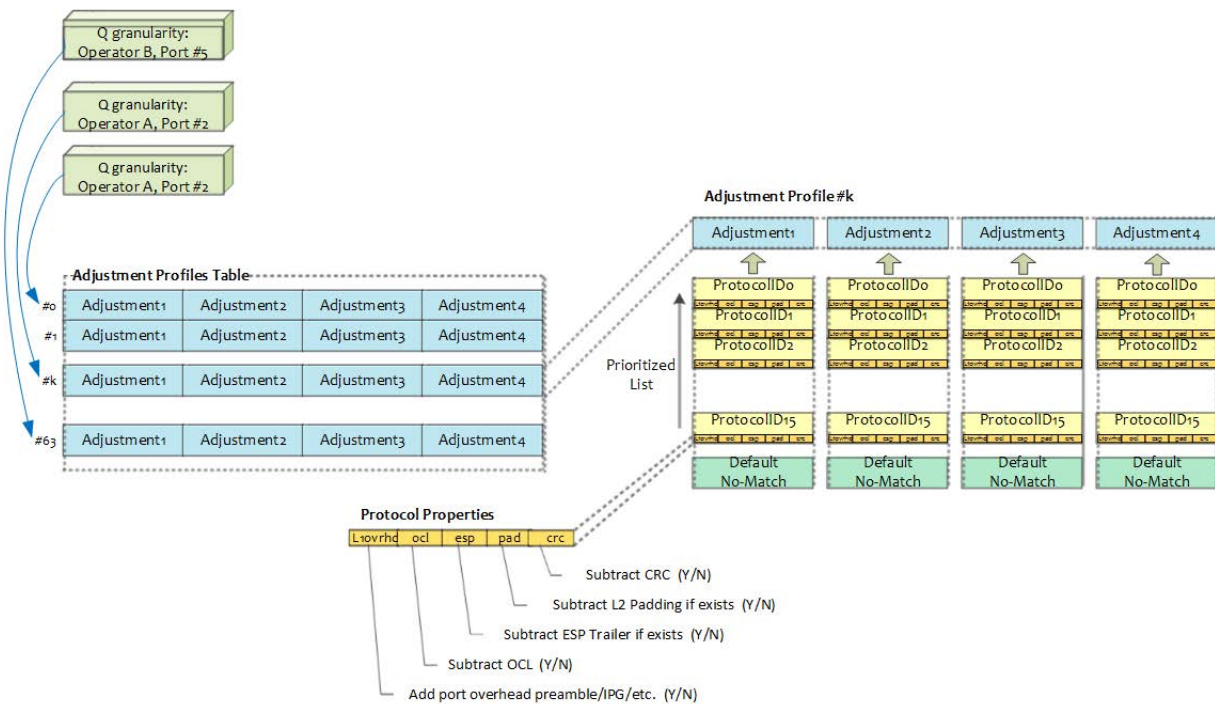 Q granularity:
Operator B, Port #5
Q granularity:
Operator A, Port #2
Q granularity:
Operator A, Port #2
Adjustment Profiles Table
#0 Adjustment1 Adjustment2 Adjustment3 Adjustment4
#1 Adjustment1 Adjustment2 Adjustment3 Adjustment4
#k Adjustment1 Adjustment2 Adjustment3 Adjustment4
#63 Adjustment1 Adjustment2 Adjustment3 Adjustment4
Adjustment Profile #k
Adjustment1 Adjustment2 Adjustment3 Adjustment4
Prioritized
List
ProtocolID0 ProtocolID0 ProtocolID0 ProtocolID0
ProtocolID1 ProtocolID1 ProtocolID1 ProtocolID1
ProtocolID2 ProtocolID2 ProtocolID2 ProtocolID2
ProtocolID15 ProtocolID15 ProtocolID15 ProtocolID15
Default Default Default Default
No-Match No-Match No-Match No-Match
Protocol Properties
L1ovrhd ocl esp pad crc
Subtract CRC (Y/N)
Subtract L2 Padding if exists (Y/N)
Subtract ESP Trailer if exists (Y/N)
Subtract OCL (Y/N)
Add port overhead preamble/IPG/etc. (Y/N)